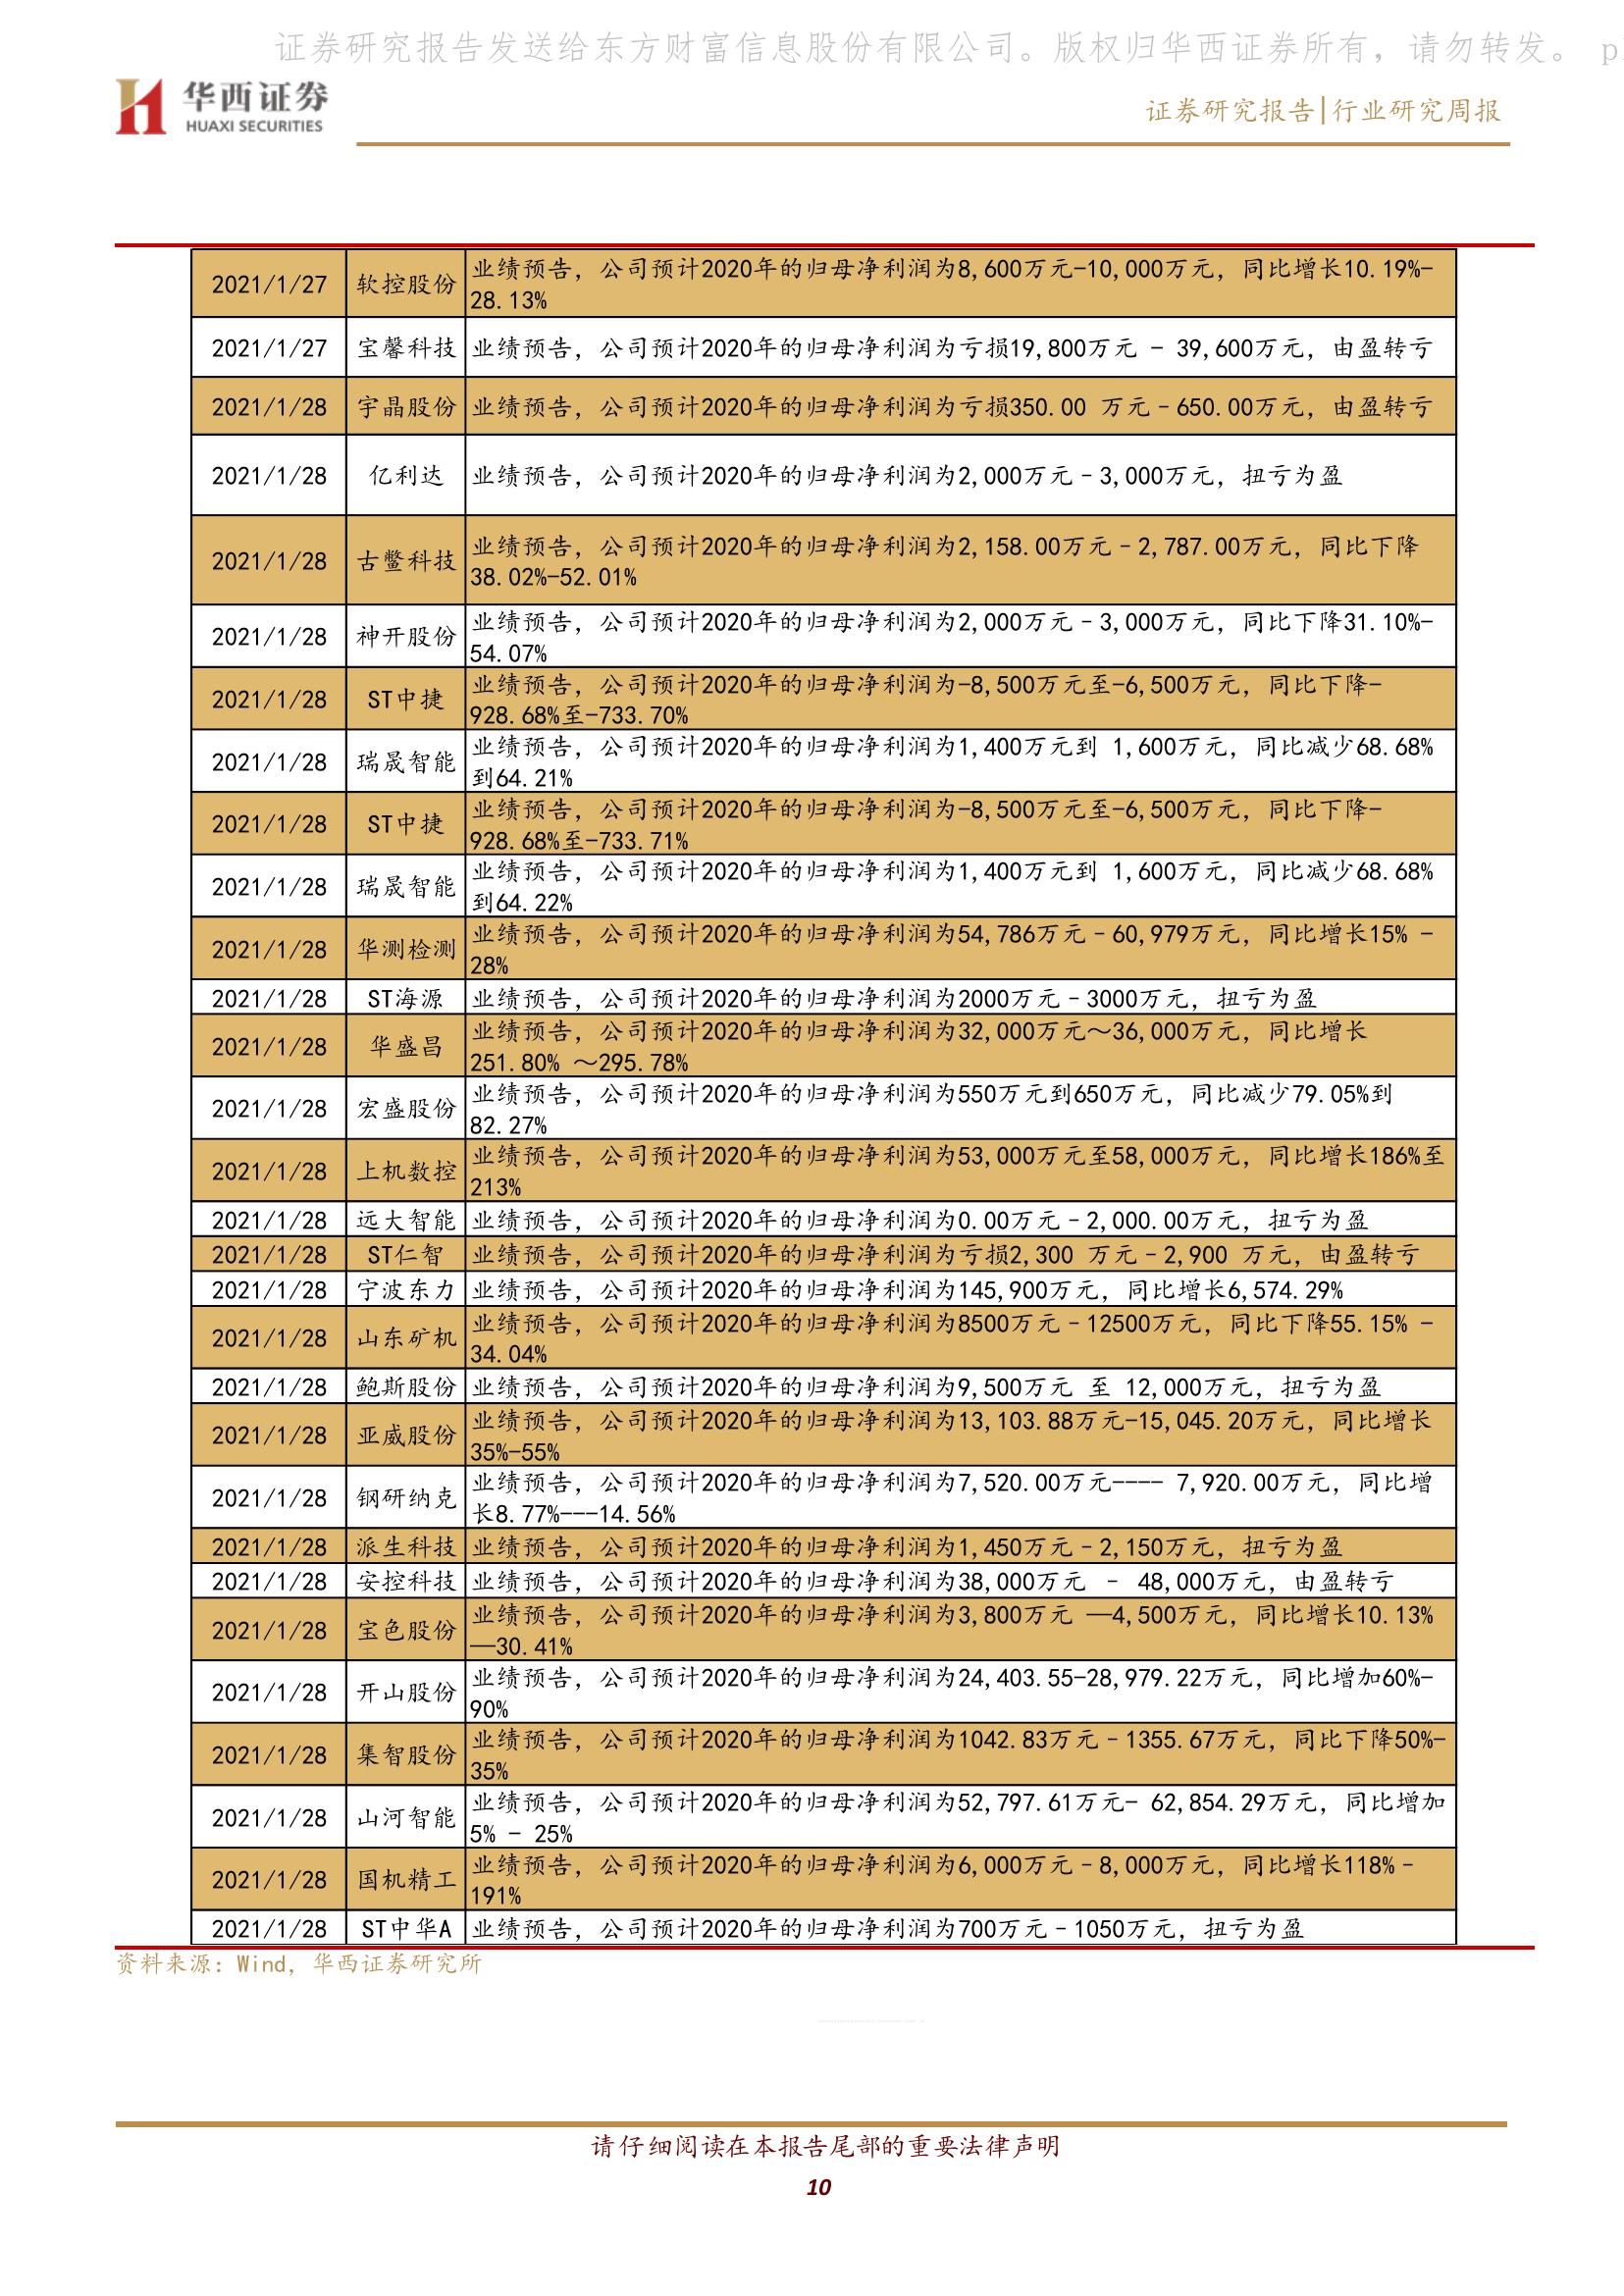 证券研究报告发送给东方财富信息股份有限公司。版权归华西证券所有，请勿转发。 p
华西证券
HUAXI SECURITIES
证券研究报告|行业研究周报
2021/1/27 软控股份 业绩预告，公司预计2020年的归母净利润为8,600万元-10,000万元，同比增长10.19%-
28.13%
2021/1/27 宝馨科技 业绩预告，公司预计2020年的归母净利润为亏损19,800万元 - 39,600万元，由盈转亏
2021/1/28 宇晶股份 业绩预告，公司预计2020年的归母净利润为亏损350.00 万元–650.00万元，由盈转亏
2021/1/28 亿利达 业绩预告，公司预计2020年的归母净利润为2,000万元–3,000万元，扭亏为盈
2021/1/28 古鳖科技 业绩预告，公司预计2020年的归母净利润为2,158.00万元–2,787.00万元，同比下降
38.02%-52.01%
2021/1/28 神开股份 业绩预告，公司预计2020年的归母净利润为2,000万元–3,000万元，同比下降31.10%-
54.07%
2021/1/28 ST中捷 业绩预告，公司预计2020年的归母净利润为-8,500万元至-6,500万元，同比下降-
928.68%至-733.70%
2021/1/28 瑞晟智能 业绩预告，公司预计2020年的归母净利润为1,400万元到 1,600万元，同比减少68.68%
到64.21%
2021/1/28 ST中捷 业绩预告，公司预计2020年的归母净利润为-8,500万元至-6,500万元，同比下降-
928.68%至-733.71%
2021/1/28 瑞晟智能 业绩预告，公司预计2020年的归母净利润为1,400万元到 1,600万元，同比减少68.68%
到64.22%
2021/1/28 华测检测 业绩预告，公司预计2020年的归母净利润为54,786万元–60,979万元，同比增长15% -
28%
2021/1/28 ST海源 业绩预告，公司预计2020年的归母净利润为2000万元–3000万元，扭亏为盈
2021/1/28 华盛昌 业绩预告，公司预计2020年的归母净利润为32,000万元～36,000万元，同比增长
251.80% ～295.78%
2021/1/28 宏盛股份 业绩预告，公司预计2020年的归母净利润为550万元到650万元，同比减少79.05%到
82.27%
2021/1/28 上机数控 业绩预告，公司预计2020年的归母净利润为53,000万元至58,000万元，同比增长186%至
213%
2021/1/28 远大智能 业绩预告，公司预计2020年的归母净利润为0.00万元–2,000.00万元，扭亏为盈
2021/1/28 ST仁智 业绩预告，公司预计2020年的归母净利润为亏损2,300 万元–2,900 万元，由盈转亏
2021/1/28 宁波东力 业绩预告，公司预计2020年的归母净利润为145,900万元，同比增长6,574.29%
2021/1/28 山东矿机 业绩预告，公司预计2020年的归母净利润为8500万元–12500万元，同比下降55.15% -
34.04%
2021/1/28 鲍斯股份 业绩预告，公司预计2020年的归母净利润为9,500万元 至 12,000万元，扭亏为盈
2021/1/28 亚威股份 业绩预告，公司预计2020年的归母净利润为13,103.88万元-15,045.20万元，同比增长
35%-55%
2021/1/28 钢研纳克 业绩预告，公司预计2020年的归母净利润为7,520.00万元---- 7,920.00万元，同比增
长8.77%---14.56%
2021/1/28 派生科技 业绩预告，公司预计2020年的归母净利润为1,450万元–2,150万元，扭亏为盈
2021/1/28 安控科技 业绩预告，公司预计2020年的归母净利润为38,000万元 – 48,000万元，由盈转亏
2021/1/28 宝色股份 业绩预告，公司预计2020年的归母净利润为3,800万元 —4,500万元，同比增长10.13%
—30.41%
2021/1/28 开山股份 业绩预告，公司预计2020年的归母净利润为24,403.55-28,979.22万元，同比增加60%-
90%
2021/1/28 集智股份 业绩预告，公司预计2020年的归母净利润为1042.83万元–1355.67万元，同比下降50%-
35%
2021/1/28 山河智能 业绩预告，公司预计2020年的归母净利润为52,797.61万元- 62,854.29万元，同比增加
5% - 25%
2021/1/28 国机精工 业绩预告，公司预计2020年的归母净利润为6,000万元–8,000万元，同比增长118%–
191%
2021/1/28 ST中华A 业绩预告，公司预计2020年的归母净利润为700万元–1050万元，扭亏为盈
资料来源：Wind，华西证券研究所
请仔细阅读在本报告尾部的重要法律声明
10